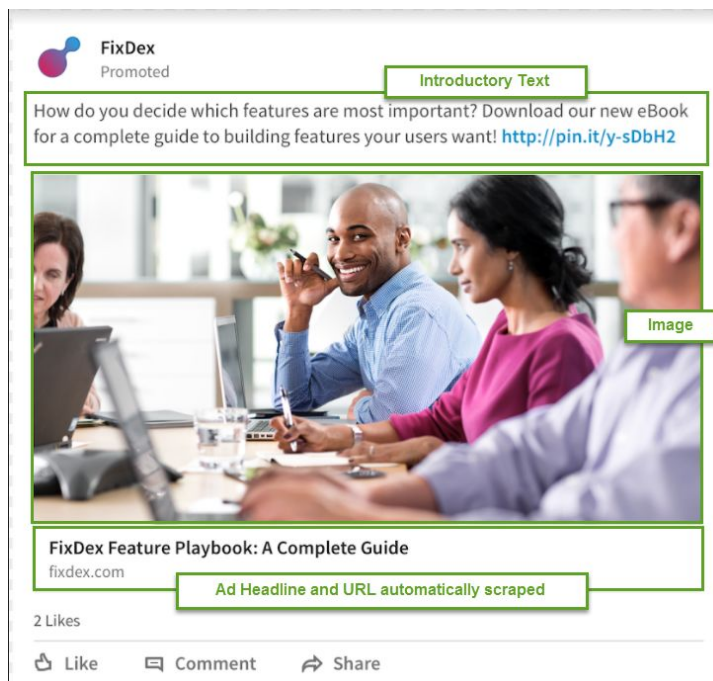 FixDex
Promoted
Introductory Text
How do you decide which features are most important? Download our new eBook
for a complete guide to building features your users want! http://pin.it/y-sDbH2
Image
FixDex Feature Playbook: A Complete Guide
fixdex.com
Ad Headline and URL automatically scraped
2 Likes
Like Comment Share